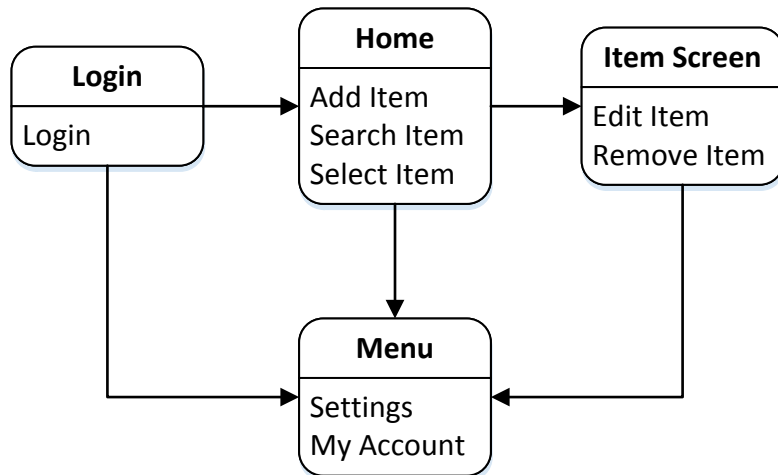 Login
Login
Home
Add Item
Search Item
Select Item
Item Screen
Edit Item
Remove Item
Menu
Settings
My Account